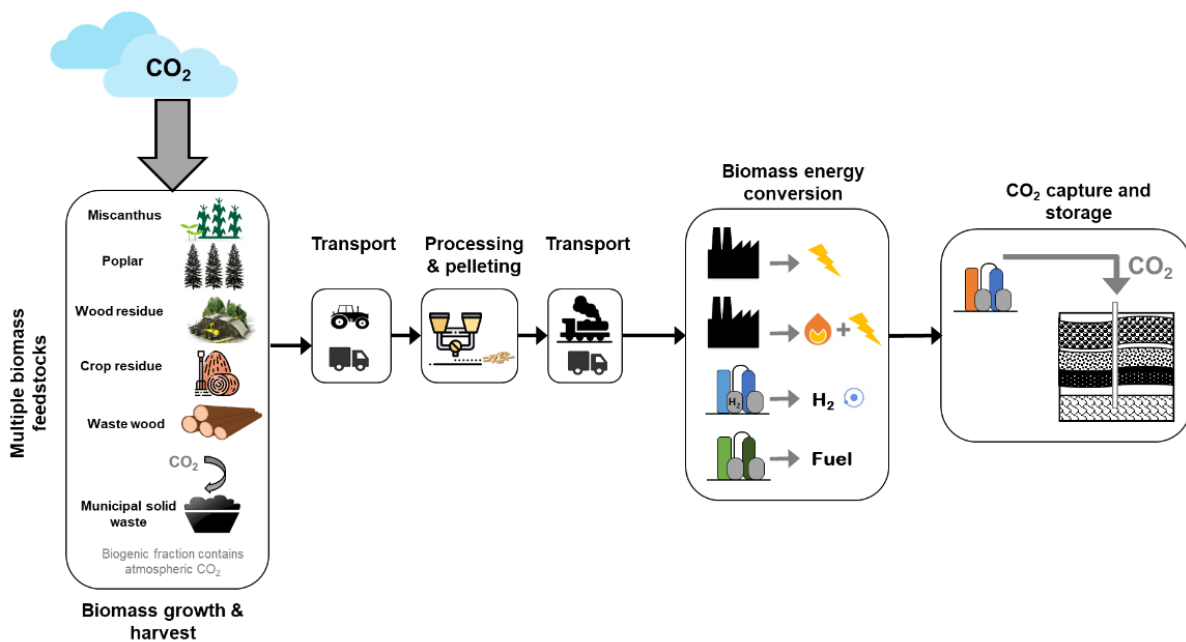 CO₂
Multiple biomass
feedstocks
Miscanthus
Poplar
Wood residue
Crop residue
Waste wood
CO₂
Municipal solid
waste
Biogenic fraction contains
atmospheric CO₂
Biomass growth &
harvest
Transport
Processing
& pelleting
Transport
Biomass energy
conversion
+
H₂
H₂
Fuel
CO₂ capture and
storage
CO₂